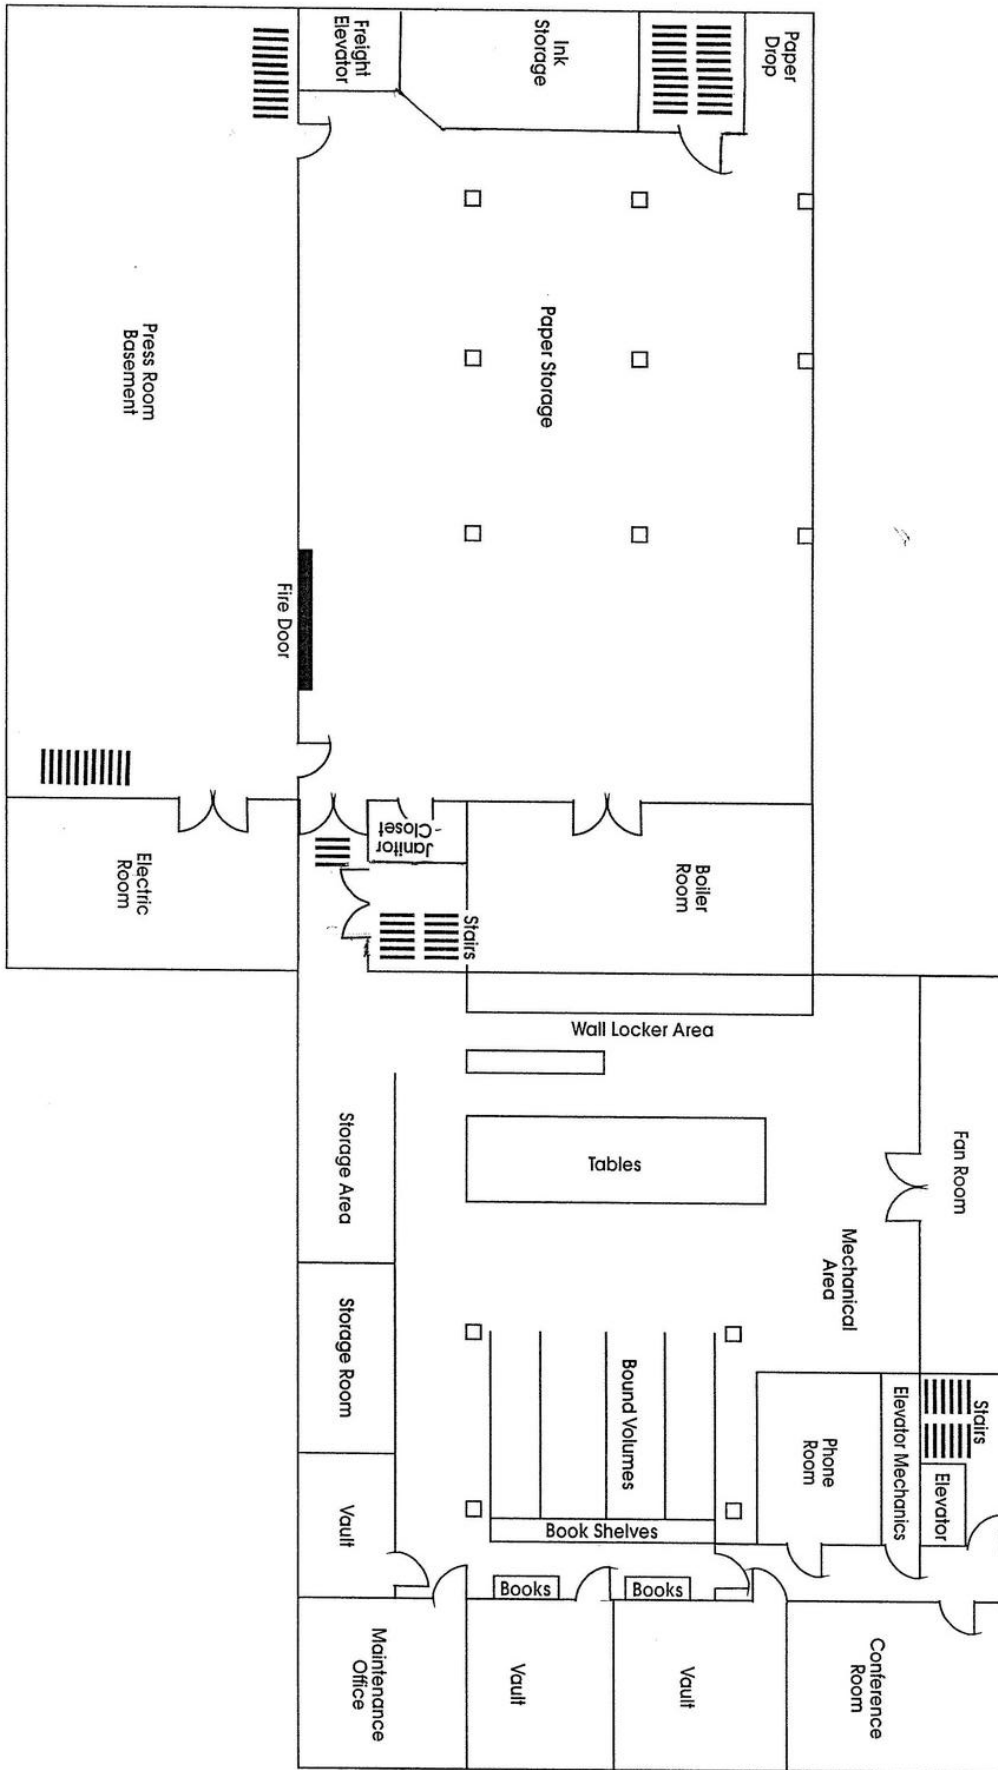 Freight
Elevator
Ink
Storage
Paper
Drop
Press Room
Basement
Paper Storage
Fire Door
Electric
Room
Janitor
- Closet
Boiler
Room
Stairs
Wall Locker Area
Storage Area
Tables
Fan Room
Mechanical
Area
Storage Room
Bound Volumes
Phone
Room
Elevator Mechanics
Stairs
Elevator
Vault
Book Shelves
Books
Books
Maintenance
Office
Vault
Vault
Conference
Room